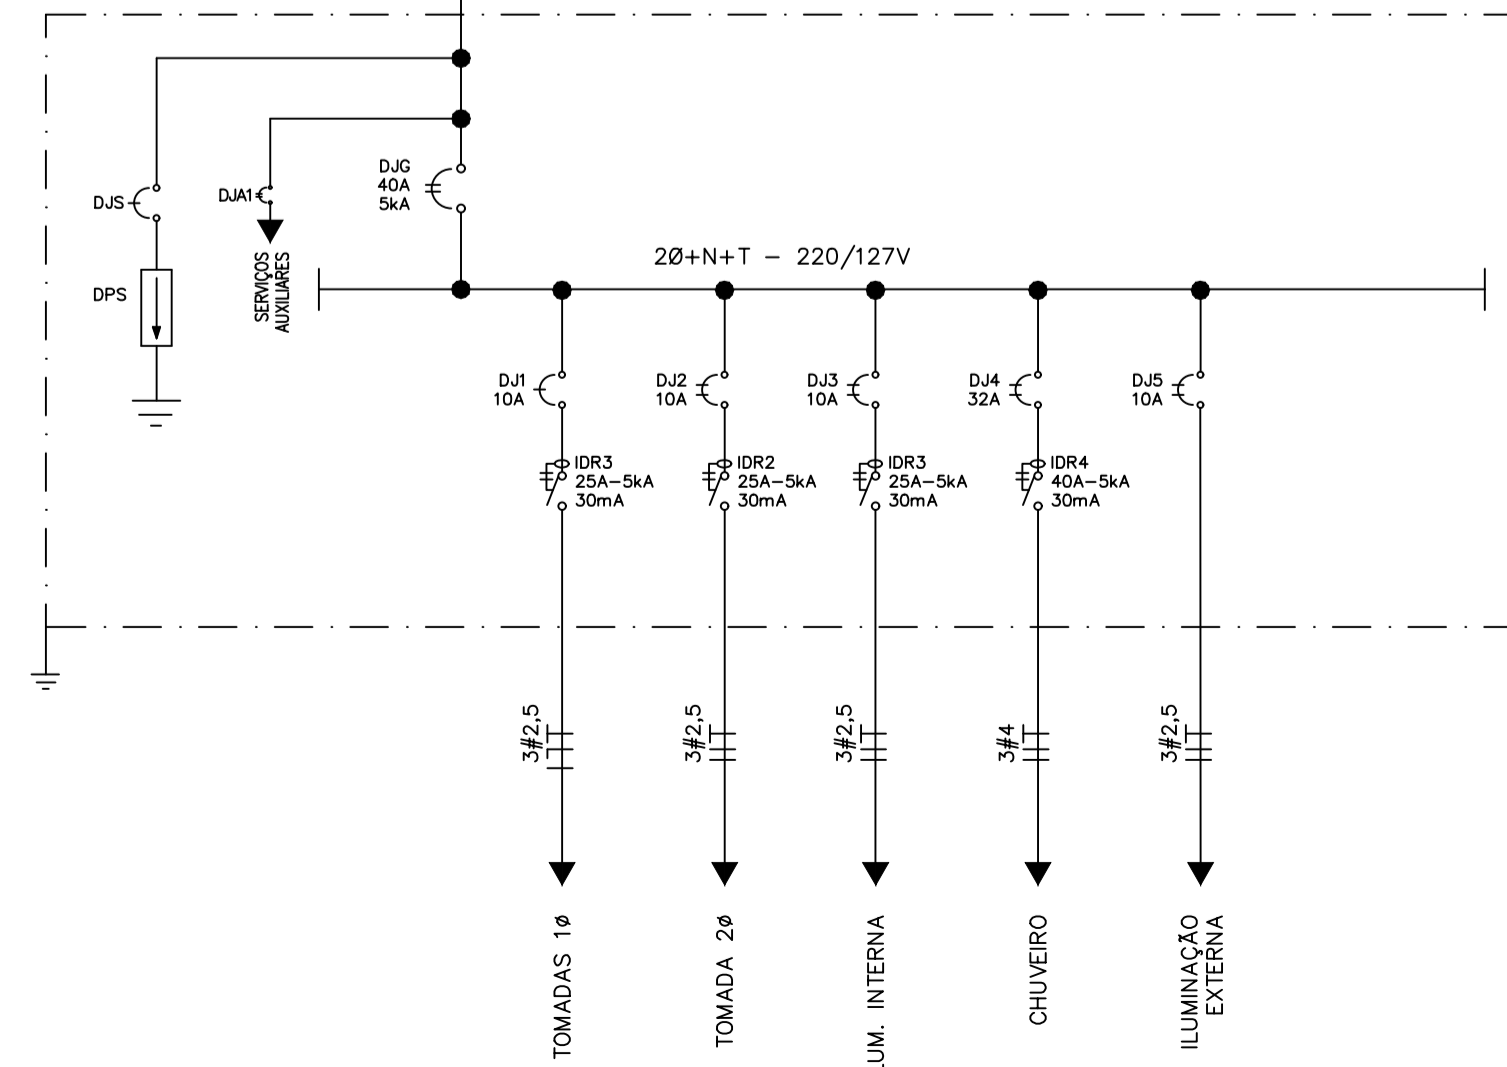 DJG
40A
5kA
DJS
DJA1
DPS
SERVIÇOS
AUXILIARES
2Ø+N+T - 220/127V
DJ1
10A
DJ2
10A
DJ3
10A
DJ4
32A
DJ5
10A
IDR3
25A-5kA
30mA
IDR2
25A-5kA
30mA
IDR3
25A-5kA
30mA
IDR4
40A-5kA
30mA
3#2,5
3#2,5
3#2,5
3#4
3#2,5
TOMADAS 1Ø
TOMADA 2Ø
UM. INTERNA
CHUVEIRO
ILUMINAÇÃO
EXTERNA